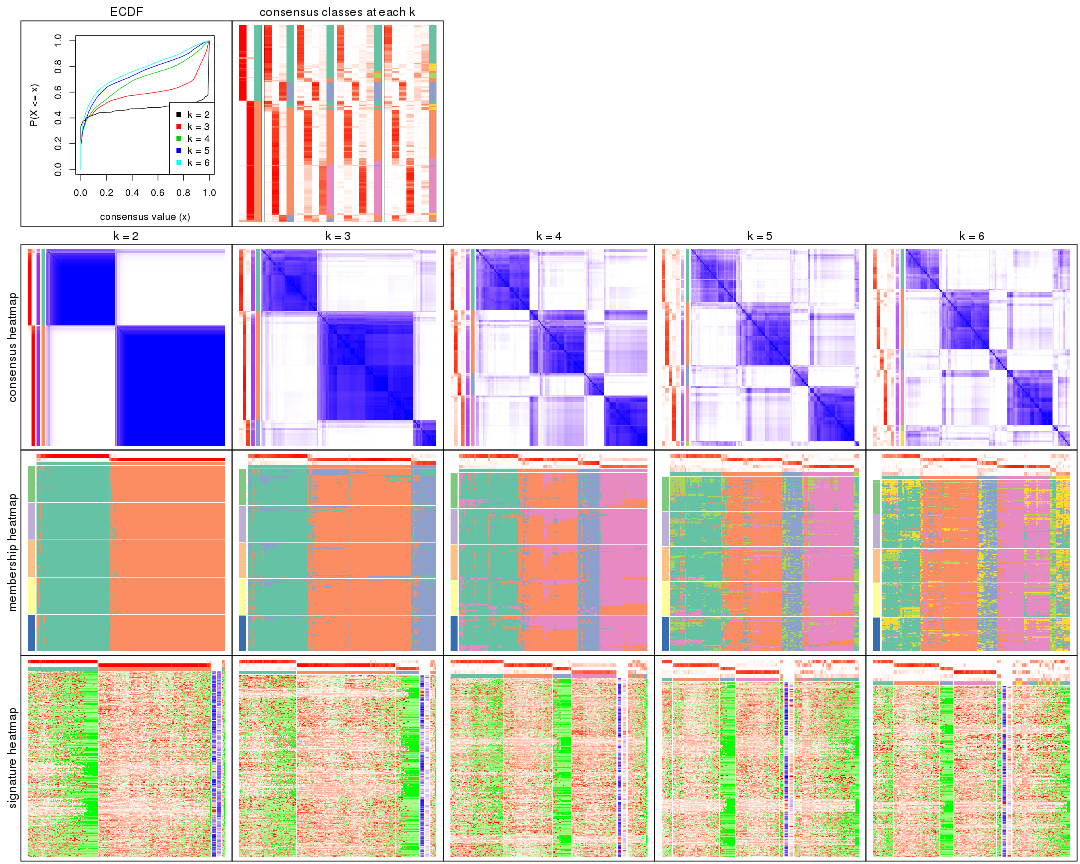 ECDF
consensus classes at each k
P(X <= x)
0.0 0.2 0.4 0.6 0.8 1.0
k = 2
k = 3
k = 4
k = 5
k = 6
0.0 0.2 0.4 0.6 0.8 1.0
consensus value (x)
k = 2 k = 3 k = 4 k = 5 k = 6
consensus heatmap
membership heatmap
signature heatmap